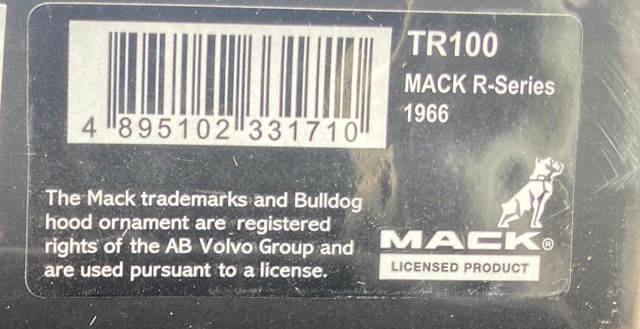 4 895102 331710
TR100
MACK R-Series
1966
The Mack trademarks and Bulldog
hood ornament are registered
rights of the AB Volvo Group and
are used pursuant to a license.
MACK®
LICENSED PRODUCT